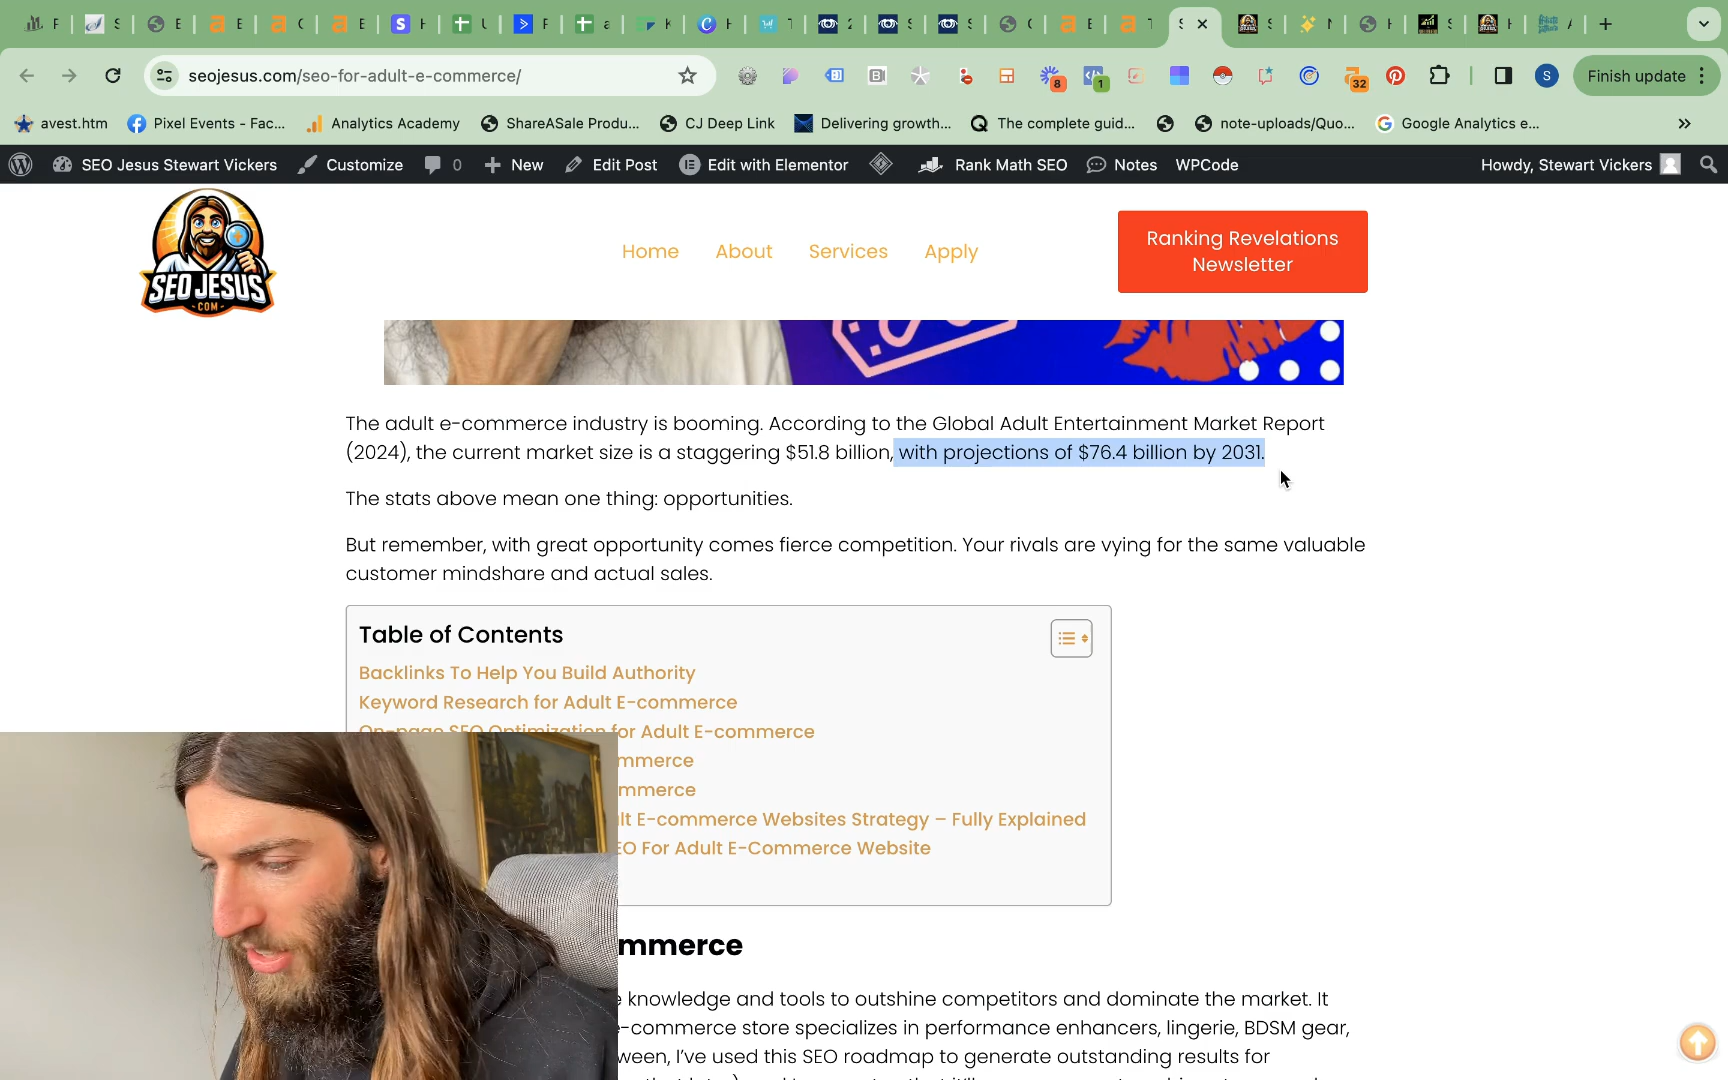 seojesus.com/seo-for-adult-e-commerce/
8
1
32
S
Finish update
avest.htm
Pixel Events - Fac...
Analytics Academy
ShareASale Produ...
CJ Deep Link
Delivering growth...
The complete guid...
note-uploads/Quo...
Google Analytics e...
SEO Jesus Stewart Vickers
Customize
0
New
Edit Post
Edit with Elementor
Rank Math SEO
Notes
WPCode
Howdy, Stewart Vickers
SEO JESUS
.COM
Home
About
Services
Apply
Ranking Revelations
Newsletter
The adult e-commerce industry is booming. According to the Global Adult Entertainment Market Report
(2024), the current market size is a staggering $51.8 billion, with projections of $76.4 billion by 2031.
The stats above mean one thing: opportunities.
But remember, with great opportunity comes fierce competition. Your rivals are vying for the same valuable
customer mindshare and actual sales.
Table of Contents
Backlinks To Help You Build Authority
Keyword Research for Adult E-commerce
On-page SEO Optimization for Adult E-commerce
mmerce
mmerce
lt E-commerce Websites Strategy – Fully Explained
EO For Adult E-Commerce Website
mmerce
knowledge and tools to outshine competitors and dominate the market. It
e-commerce store specializes in performance enhancers, lingerie, BDSM gear,
ween, I've used this SEO roadmap to generate outstanding results for